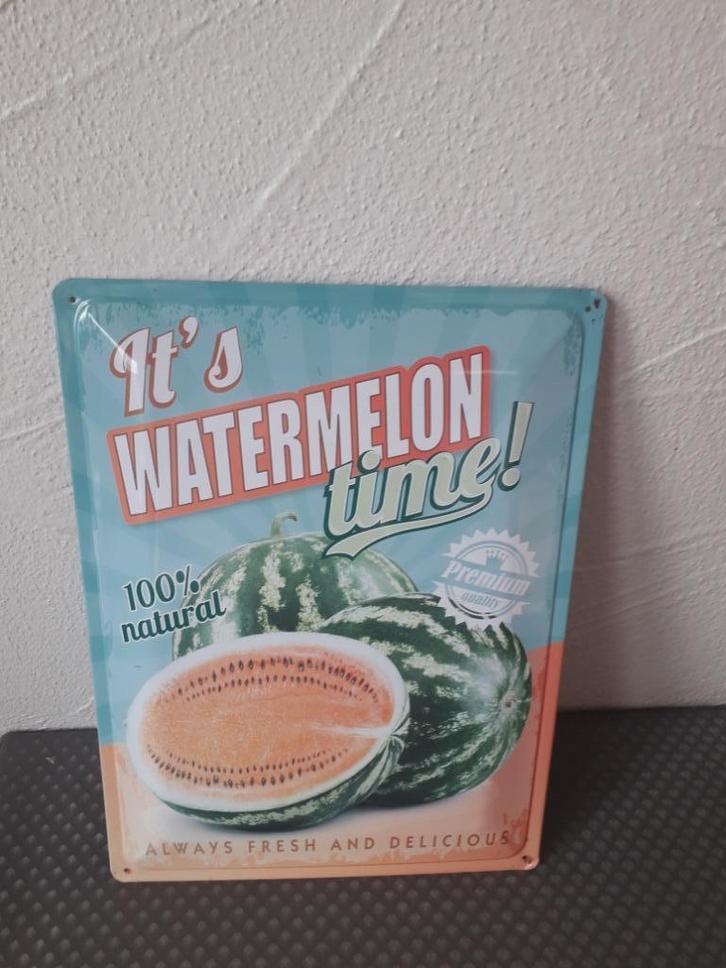 It's
WATERMELON
time!
100%
natural
Premium
quality
ALWAYS FRESH AND DELICIOUS